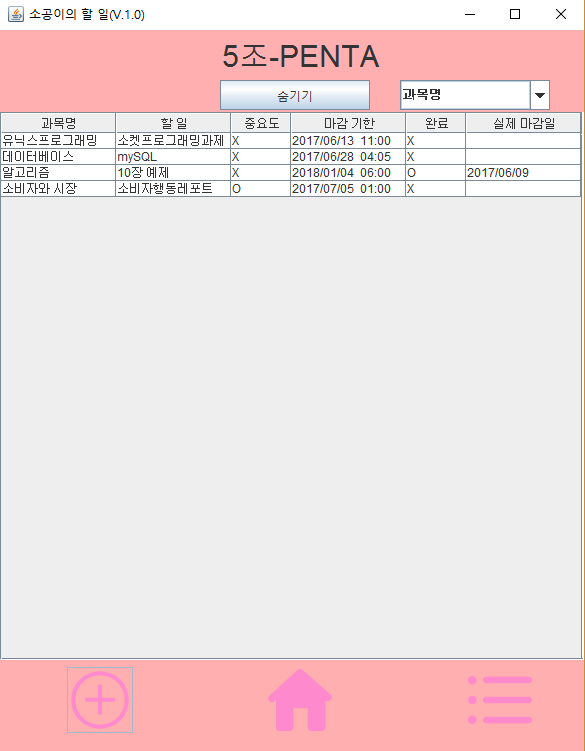 소공이의 할 일(V.1.0)
5조-PENTA
숨기기 과목명
과목명 할 일 중요도 마감 기한 완료 실제 마감일
유닉스프로그래밍 소켓프로그래밍과제 X 2017/06/13 11:00 X
데이터베이스 mySQL X 2017/06/28 04:05 X
알고리즘 10장 예제 X 2018/01/04 06:00 O 2017/06/09
소비자와 시장 소비자행동레포트 O 2017/07/05 01:00 X